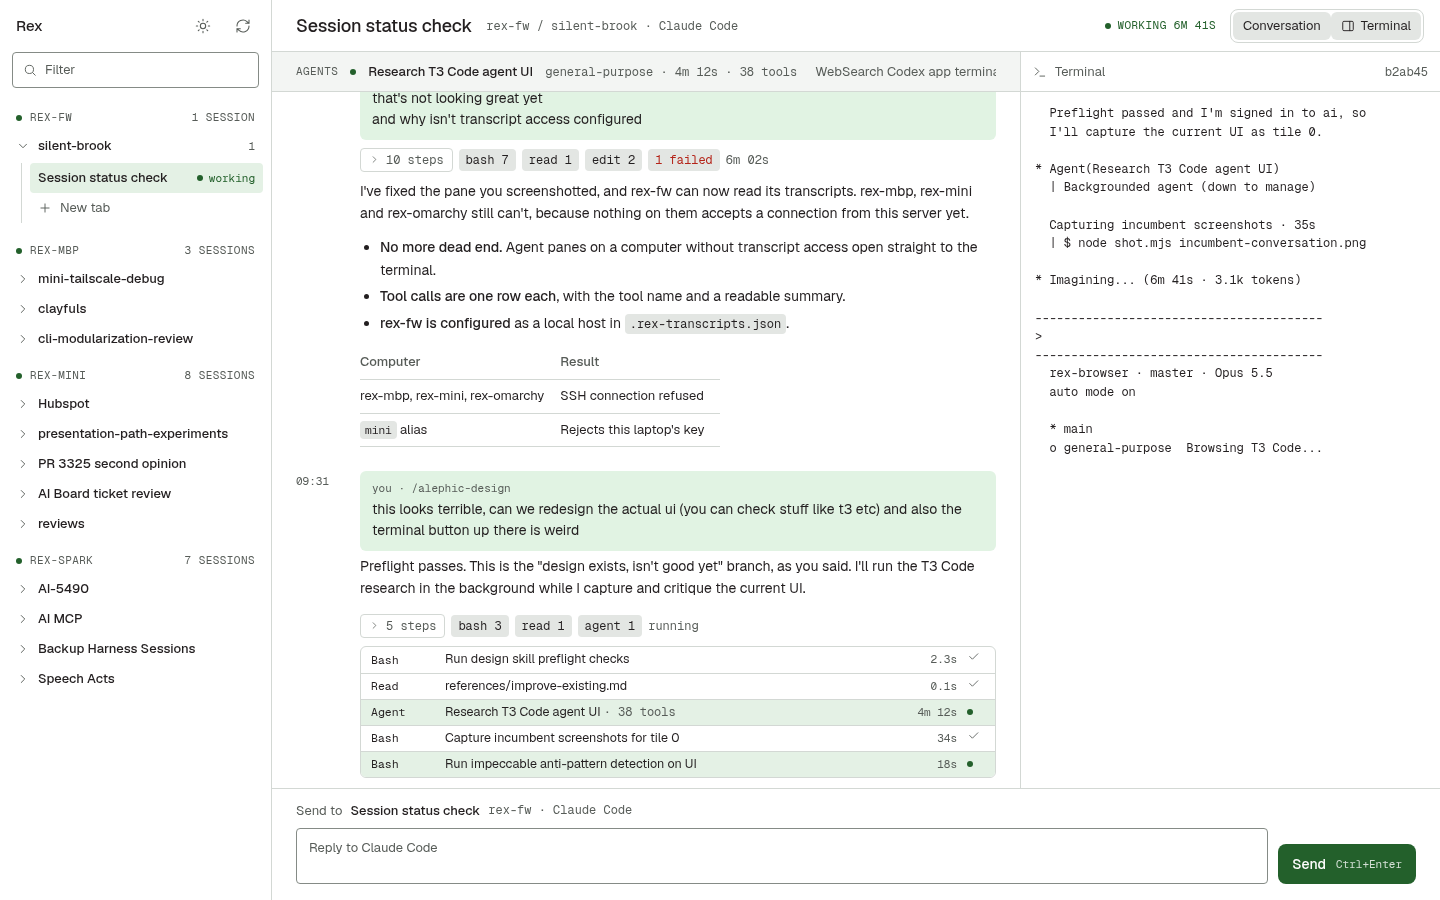 Rex
Filter
REX-FW 1 SESSION
silent-brook 1
Session status check working
New tab
REX-MBP 3 SESSIONS
mini-tailscale-debug
clayfuls
cli-modularization-review
REX-MINI 8 SESSIONS
Hubspot
presentation-path-experiments
PR 3325 second opinion
AI Board ticket review
reviews
REX-SPARK 7 SESSIONS
AI-5490
AI MCP
Backup Harness Sessions
Speech Acts
Session status check rex-fw / silent-brook · Claude Code
WORKING 6M 41S Conversation Terminal
AGENTS Research T3 Code agent UI general-purpose · 4m 12s · 38 tools WebSearch Codex app termina
that's not looking great yet
and why isn't transcript access configured
10 steps bash 7 read 1 edit 2 1 failed 6m 02s
I've fixed the pane you screenshotted, and rex-fw can now read its transcripts. rex-mbp, rex-mini
and rex-omarchy still can't, because nothing on them accepts a connection from this server yet.
• No more dead end. Agent panes on a computer without transcript access open straight to the
terminal.
• Tool calls are one row each, with the tool name and a readable summary.
• rex-fw is configured as a local host in .rex-transcripts.json.
Computer Result
rex-mbp, rex-mini, rex-omarchy SSH connection refused
mini alias Rejects this laptop's key
09:31
you · /alephic-design
this looks terrible, can we redesign the actual ui (you can check stuff like t3 etc) and also the
terminal button up there is weird
Preflight passes. This is the "design exists, isn't good yet" branch, as you said. I'll run the T3 Code
research in the background while I capture and critique the current UI.
5 steps bash 3 read 1 agent 1 running
Bash Run design skill preflight checks 2.3s
Read references/improve-existing.md 0.1s
Agent Research T3 Code agent UI · 38 tools 4m 12s
Bash Capture incumbent screenshots for tile 0 34s
Bash Run impeccable anti-pattern detection on UI 18s
Send to Session status check rex-fw · Claude Code
Reply to Claude Code
Send Ctrl+Enter
Terminal b2ab45
Preflight passed and I'm signed in to ai, so
I'll capture the current UI as tile 0.
* Agent(Research T3 Code agent UI)
| Backgrounded agent (down to manage)
Capturing incumbent screenshots · 35s
| $ node shot.mjs incumbent-conversation.png
* Imagining... (6m 41s · 3.1k tokens)
----------------------------------------
>
----------------------------------------
rex-browser · master · Opus 5.5
auto mode on
* main
o general-purpose Browsing T3 Code...